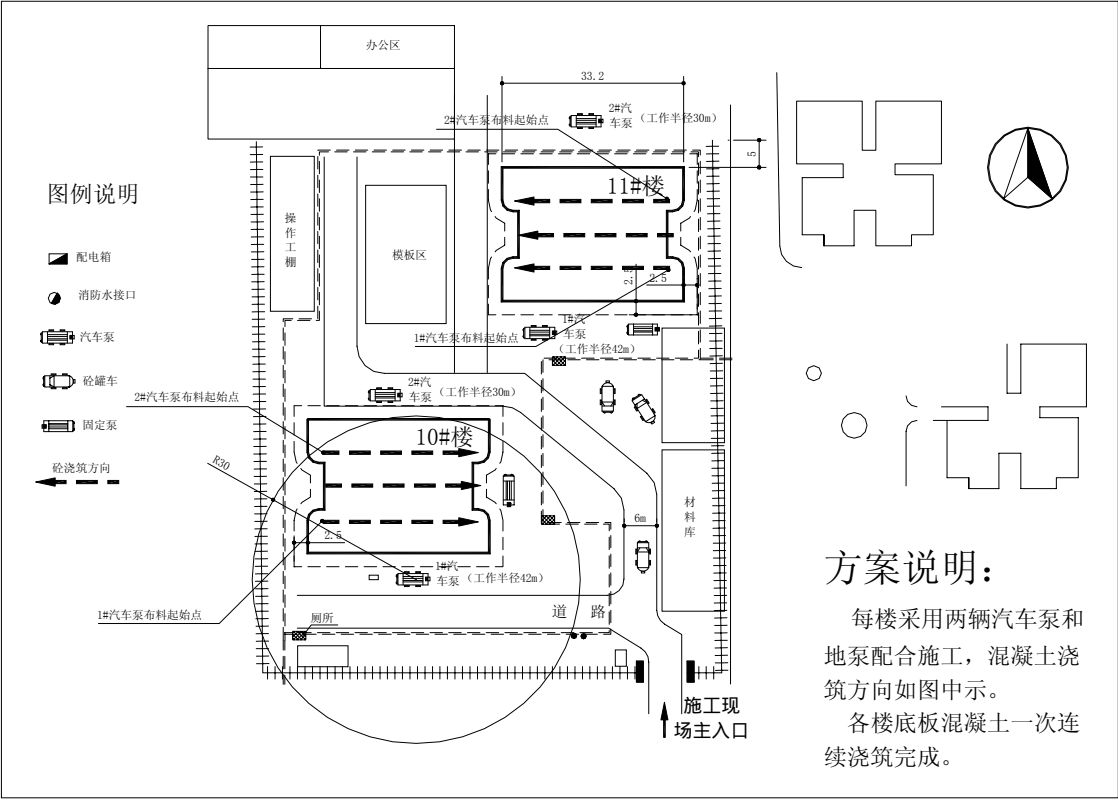 办公区
33.2
2#汽
车泵
（工作半径30m）
2#汽车泵布料起始点
5
11#楼
图例说明
操
作
工
棚
模板区
配电箱
消防水接口
汽车泵
砼罐车
固定泵
砼浇筑方向
2.5
2.5
1#汽
车泵
（工作半径42m）
1#汽车泵布料起始点
2#汽
车泵
（工作半径30m）
2#汽车泵布料起始点
10#楼
R30
2.5
6m
材
料
库
1#汽
车泵
（工作半径42m）
1#汽车泵布料起始点
厕所
道 路
施工现
场主入口
方案说明：
每楼采用两辆汽车泵和
地泵配合施工，混凝土浇
筑方向如图中示。
各楼底板混凝土一次连
续浇筑完成。